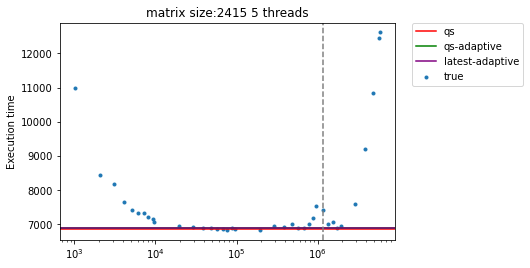 matrix size:2415 5 threads
qs
qs-adaptive
latest-adaptive
true
Execution time
12000
11000
10000
9000
8000
7000
10³
10⁴
10⁵
10⁶